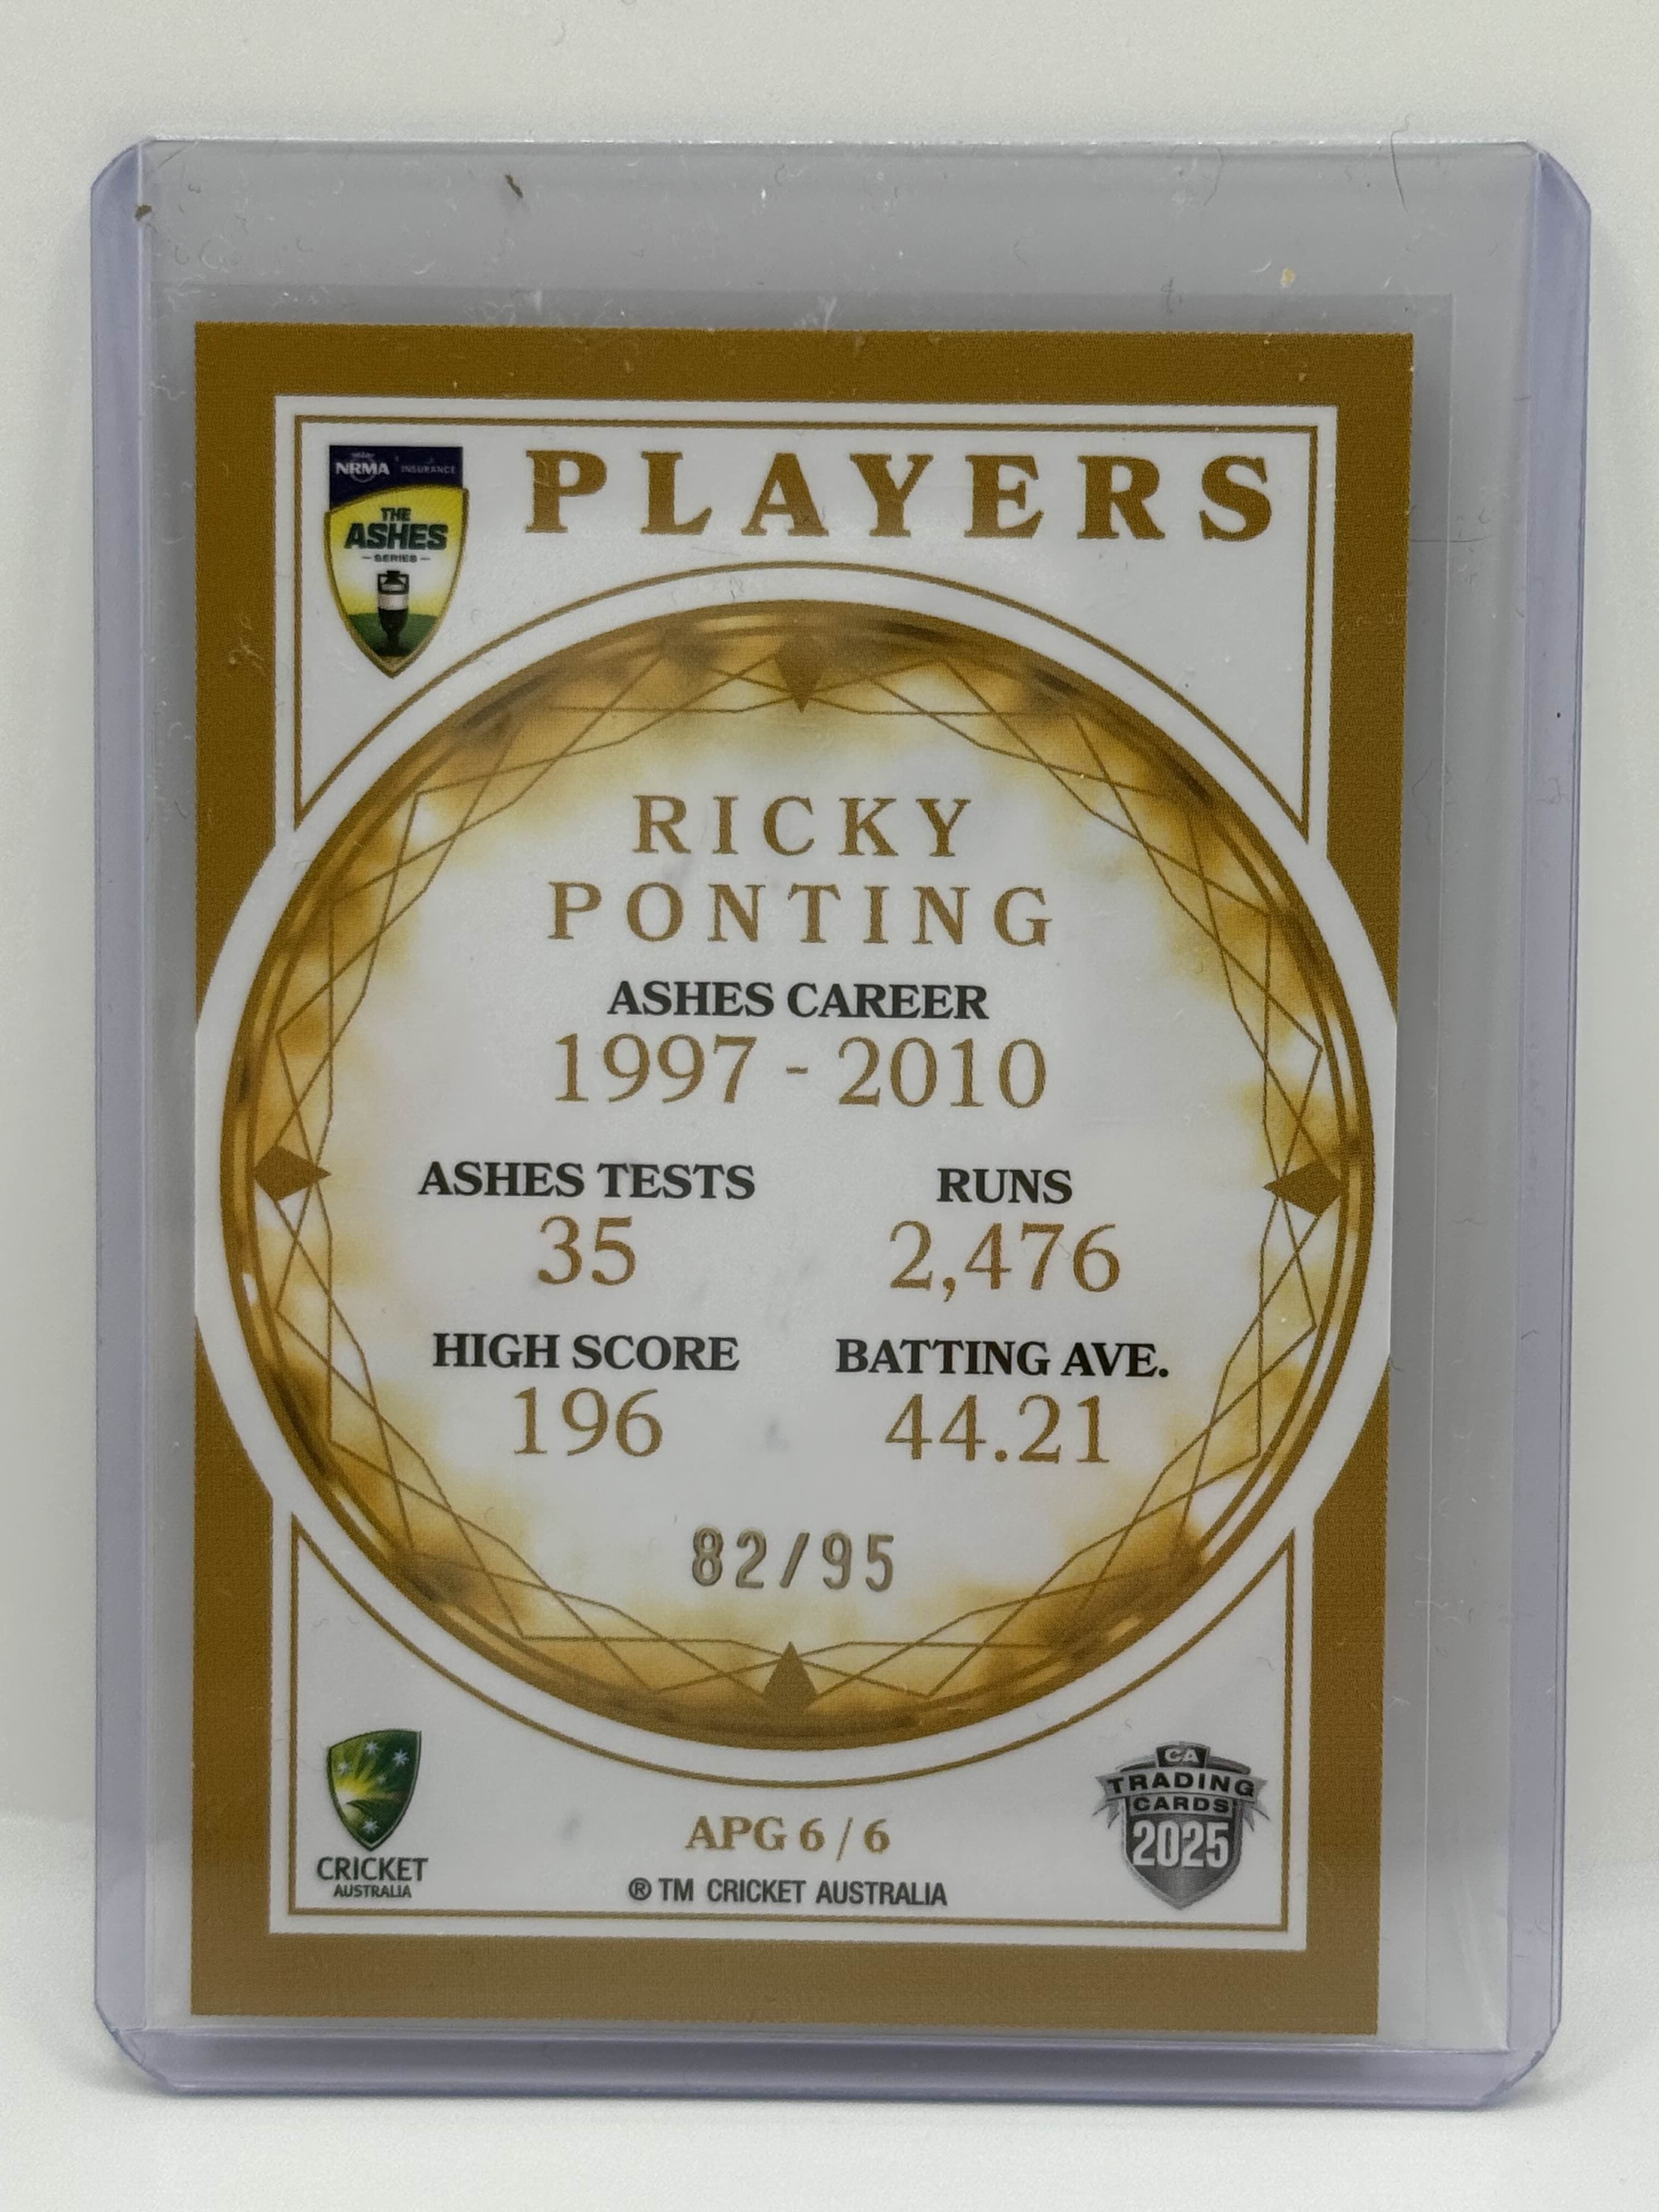 NRMA INSURANCE
THE
ASHES
SERIES
PLAYERS
RICKY
PONTING
ASHES CAREER
1997 - 2010
ASHES TESTS
35
RUNS
2,476
HIGH SCORE
196
BATTING AVE.
44.21
82/95
CRICKET
AUSTRALIA
APG 6 / 6
® TM CRICKET AUSTRALIA
CA
TRADING
CARDS
2025